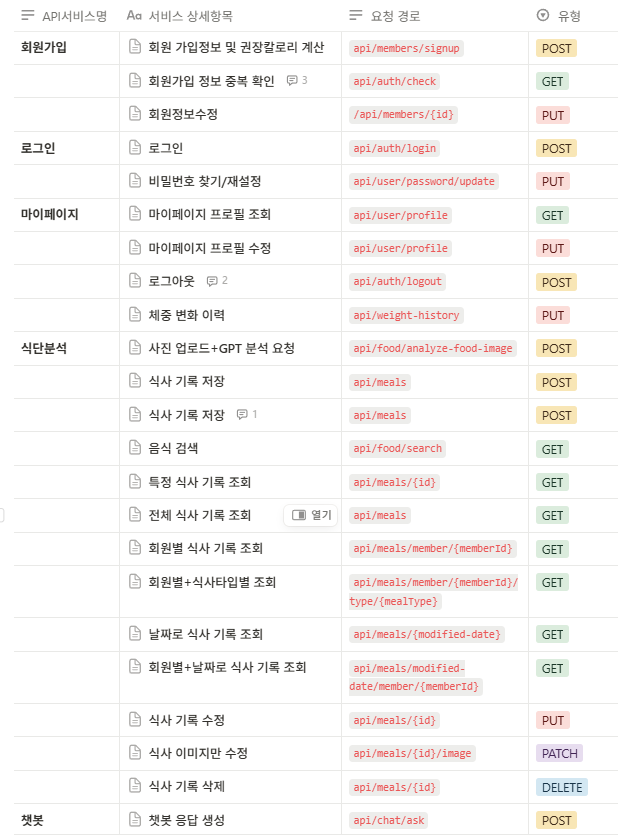 API서비스명 Aa 서비스 상세항목 요청 경로 유형
회원가입 회원 가입정보 및 권장칼로리 계산 api/members/signup POST
회원가입 정보 중복 확인 3 api/auth/check GET
회원정보수정 /api/members/{id} PUT
로그인 로그인 api/auth/login POST
비밀번호 찾기/재설정 api/user/password/update PUT
마이페이지 마이페이지 프로필 조회 api/user/profile GET
마이페이지 프로필 수정 api/user/profile PUT
로그아웃 2 api/auth/logout POST
체중 변화 이력 api/weight-history PUT
식단분석 사진 업로드+GPT 분석 요청 api/food/analyze-food-image POST
식사 기록 저장 api/meals POST
식사 기록 저장 1 api/meals POST
음식 검색 api/food/search GET
특정 식사 기록 조회 api/meals/{id} GET
전체 식사 기록 조회 열기 api/meals GET
회원별 식사 기록 조회 api/meals/member/{memberId} GET
회원별+식사타입별 조회 api/meals/member/{memberId}/ GET
type/{mealType}
날짜로 식사 기록 조회 api/meals/{modified-date} GET
회원별+날짜로 식사 기록 조회 api/meals/modified- GET
date/member/{memberId}
식사 기록 수정 api/meals/{id} PUT
식사 이미지만 수정 api/meals/{id}/image PATCH
식사 기록 삭제 api/meals/{id} DELETE
챗봇 챗봇 응답 생성 api/chat/ask POST